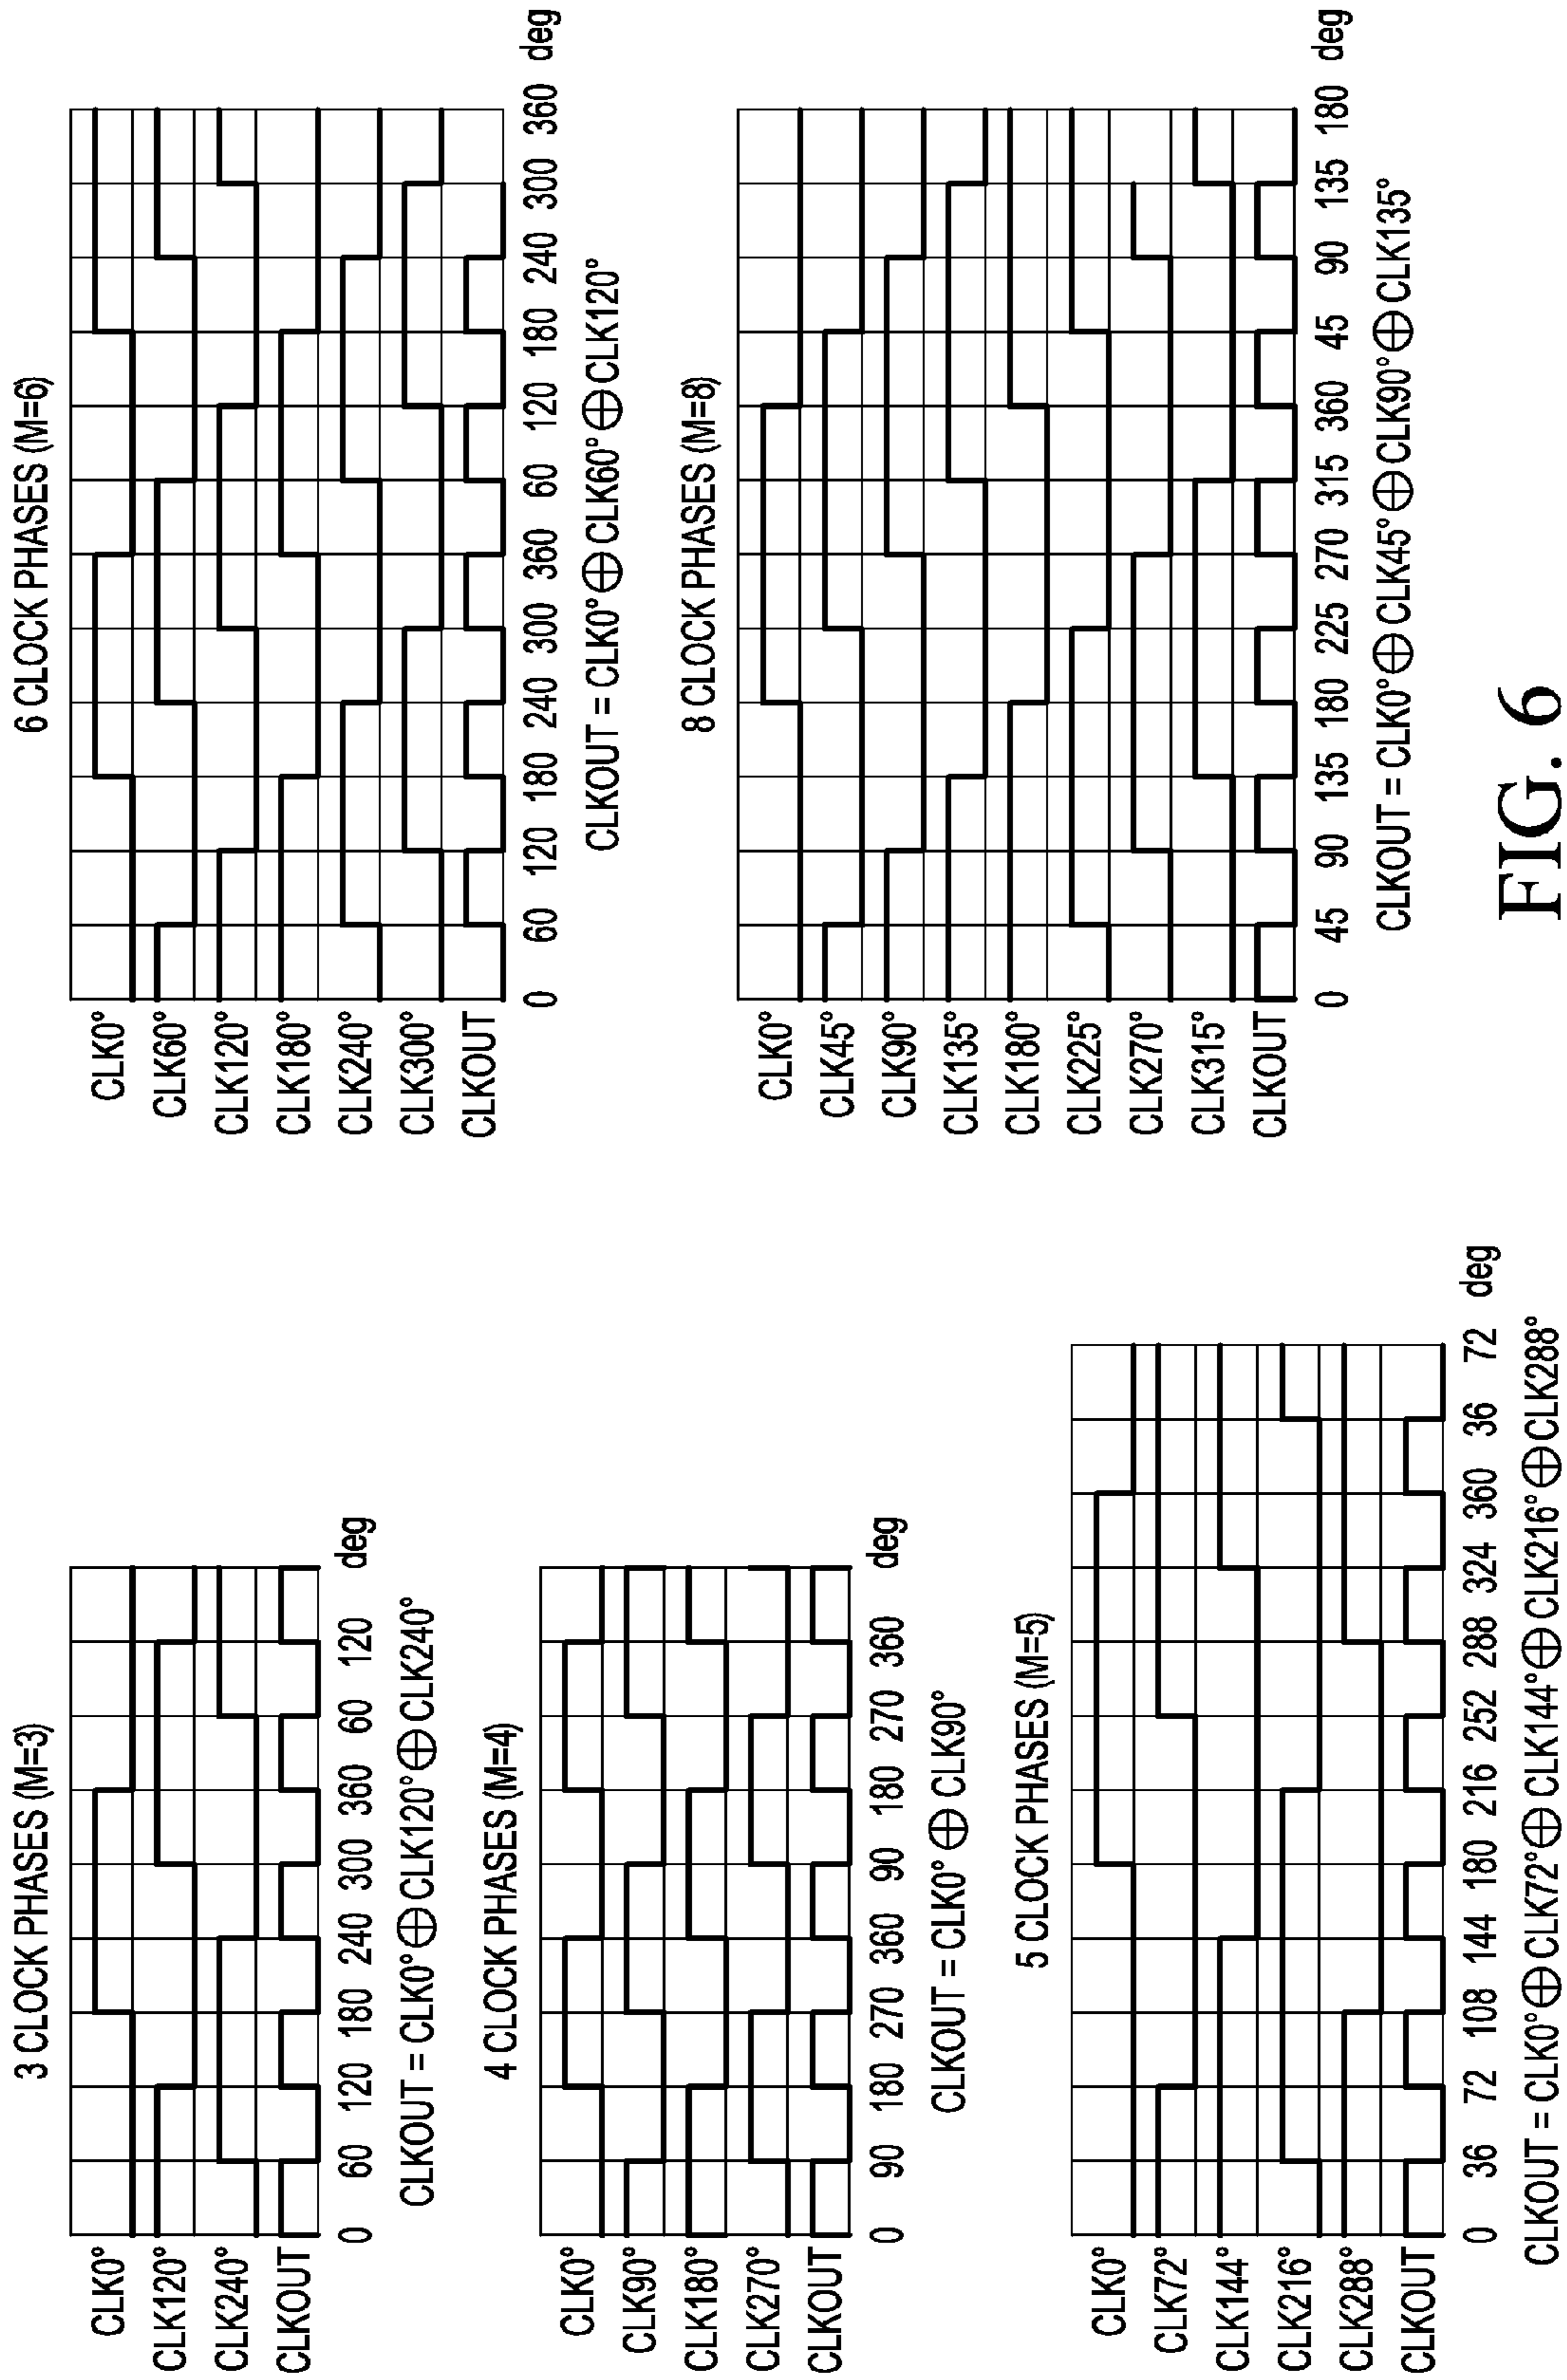 3 CLOCK PHASES (M=3)
CLK0°
CLK120°
CLK240°
CLKOUT
0 60 120 180 240 300 360 60 120 deg
CLKOUT = CLK0° ⊕ CLK120° ⊕ CLK240°
4 CLOCK PHASES (M=4)
CLK0°
CLK90°
CLK180°
CLK270°
CLKOUT
0 90 180 270 360 90 180 270 360 deg
CLKOUT = CLK0° ⊕ CLK90°
5 CLOCK PHASES (M=5)
CLK0°
CLK72°
CLK144°
CLK216°
CLK288°
CLKOUT
0 36 72 108 144 180 216 252 288 324 360 36 72 deg
CLKOUT = CLK0° ⊕ CLK72° ⊕ CLK144° ⊕ CLK216° ⊕ CLK288°
6 CLOCK PHASES (M=6)
CLK0°
CLK60°
CLK120°
CLK180°
CLK240°
CLK300°
CLKOUT
0 60 120 180 240 300 360 60 120 180 240 300 360 deg
CLKOUT = CLK0° ⊕ CLK60° ⊕ CLK120°
8 CLOCK PHASES (M=8)
CLK0°
CLK45°
CLK90°
CLK135°
CLK180°
CLK225°
CLK270°
CLK315°
CLKOUT
0 45 90 135 180 225 270 315 360 45 90 135 180 deg
CLKOUT = CLK0° ⊕ CLK45° ⊕ CLK90° ⊕ CLK135°
FIG. 6